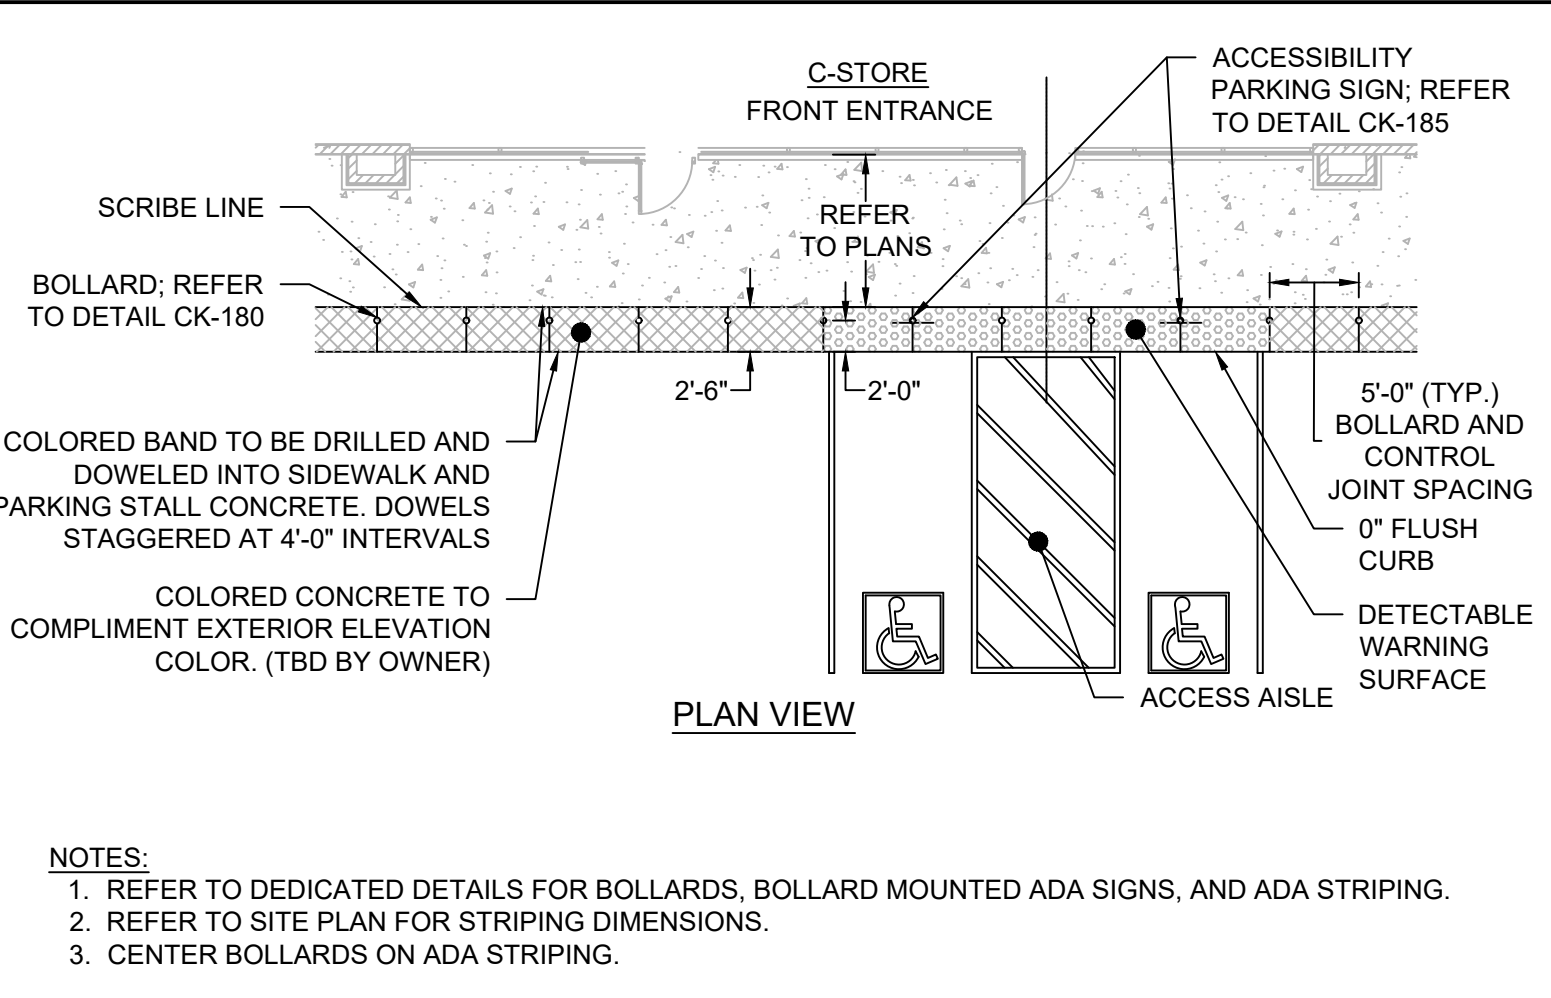 C-STORE
FRONT ENTRANCE
ACCESSIBILITY
PARKING SIGN; REFER
TO DETAIL CK-185
SCRIBE LINE
REFER
TO PLANS
BOLLARD; REFER
TO DETAIL CK-180
2'-6"
2'-0"
5'-0" (TYP.)
BOLLARD AND
CONTROL
JOINT SPACING
COLORED BAND TO BE DRILLED AND
DOWELED INTO SIDEWALK AND
PARKING STALL CONCRETE. DOWELS
STAGGERED AT 4'-0" INTERVALS
0" FLUSH
CURB
COLORED CONCRETE TO
COMPLIMENT EXTERIOR ELEVATION
COLOR. (TBD BY OWNER)
DETECTABLE
WARNING
SURFACE
ACCESS AISLE
PLAN VIEW
NOTES:
1. REFER TO DEDICATED DETAILS FOR BOLLARDS, BOLLARD MOUNTED ADA SIGNS, AND ADA STRIPING.
2. REFER TO SITE PLAN FOR STRIPING DIMENSIONS.
3. CENTER BOLLARDS ON ADA STRIPING.